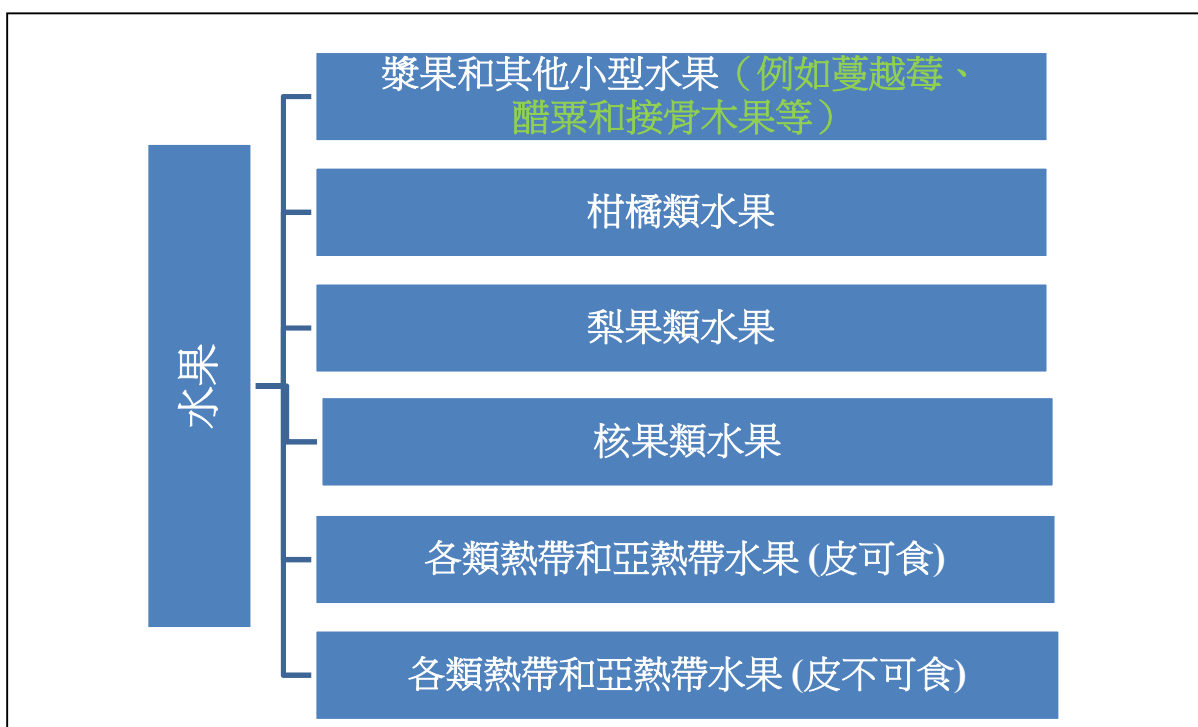 漿果和其他小型水果（例如蔓越莓、
醋粟和接骨木果等）
柑橘類水果
梨果類水果
水果
核果類水果
各類熱帶和亞熱帶水果 (皮可食)
各類熱帶和亞熱帶水果 (皮不可食)